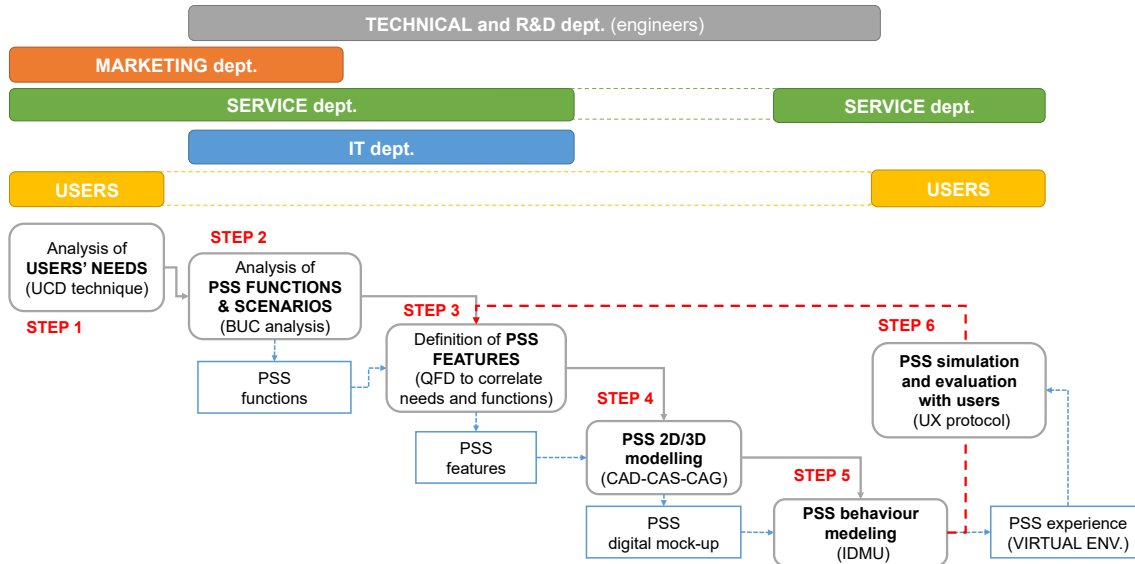 TECHNICAL and R&D dept. (engineers)
MARKETING dept.
SERVICE dept.
SERVICE dept.
IT dept.
USERS
USERS
Analysis of
USERS' NEEDS
(UCD technique)
STEP 1
STEP 2
Analysis of
PSS FUNCTIONS
& SCENARIOS
(BUC analysis)
PSS
functions
STEP 3
Definition of PSS
FEATURES
(QFD to correlate
needs and functions)
PSS
features
STEP 4
PSS 2D/3D
modelling
(CAD-CAS-CAG)
PSS
digital mock-up
STEP 5
PSS behaviour
medeling
(IDMU)
STEP 6
PSS simulation
and evaluation
with users
(UX protocol)
PSS experience
(VIRTUAL ENV.)